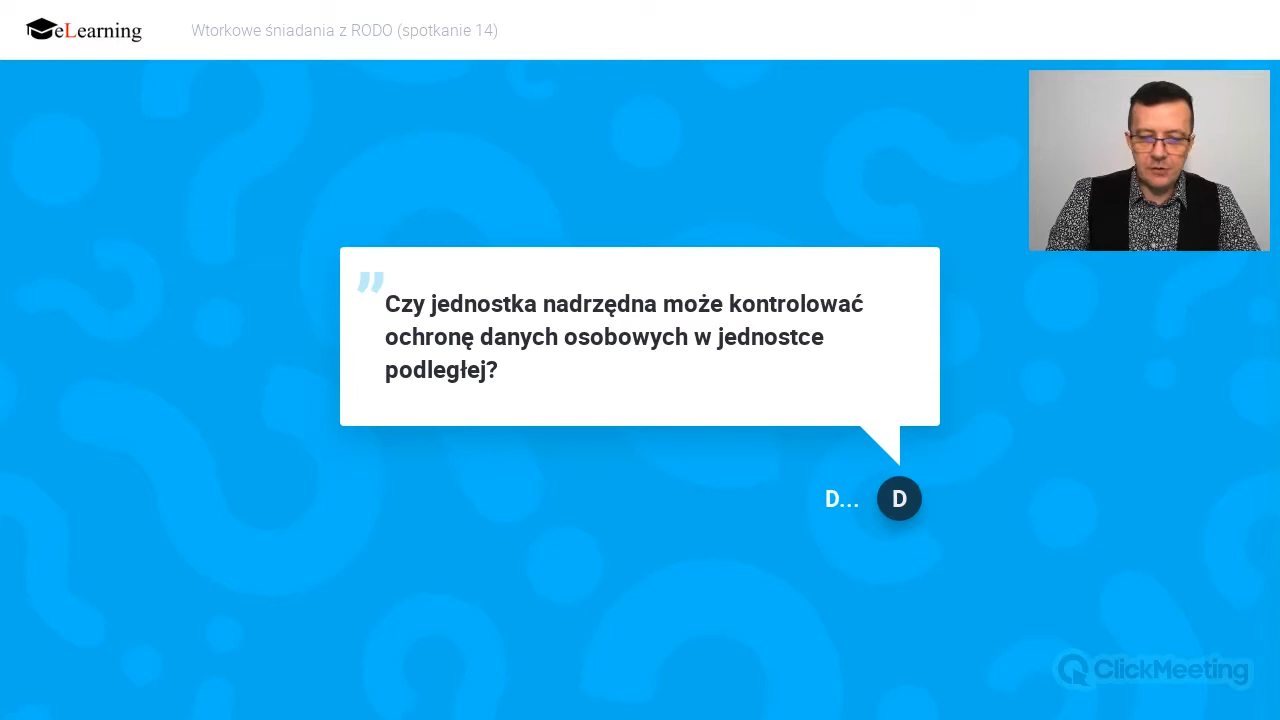 eLearning
Wtorkowe śniadania z RODO (spotkanie 14)
"
Czy jednostka nadrzędna może kontrolować
ochronę danych osobowych w jednostce
podległej?
D... D
ClickMeeting